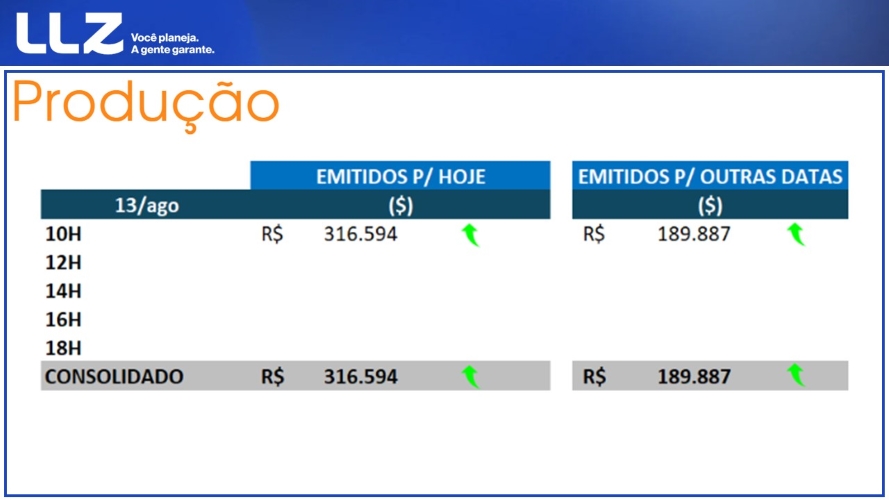 LLZ
Você planeja.
A gente garante.
Produção
EMITIDOS P/ HOJE EMITIDOS P/ OUTRAS DATAS
13/ago ($) ($)
10H R$ 316.594 R$ 189.887
12H
14H
16H
18H
CONSOLIDADO R$ 316.594 R$ 189.887